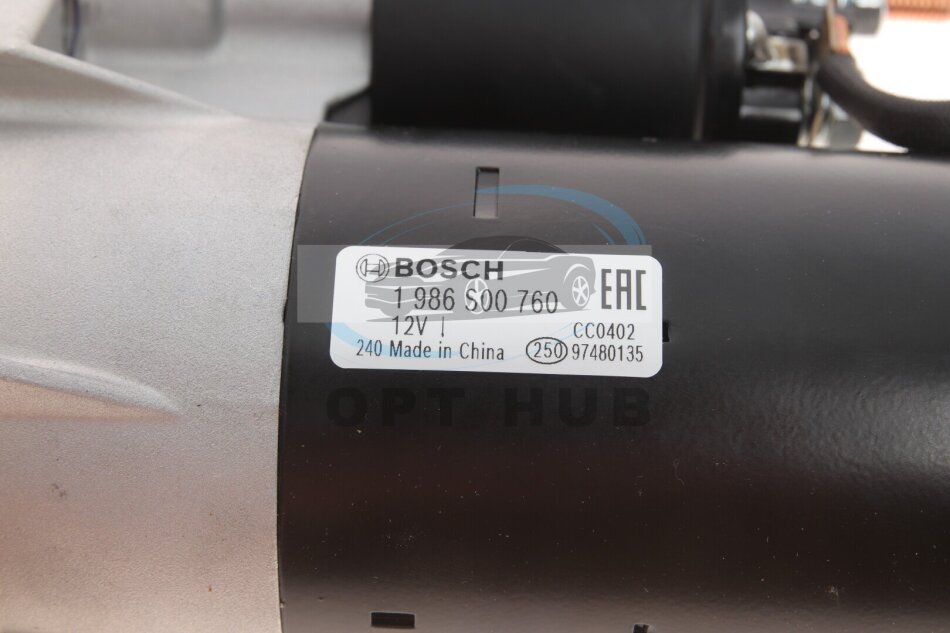 BOSCH
1 986 S00 760
12V ↓
EAC
CC0402
240 Made in China 250 97480135
OPT HUB